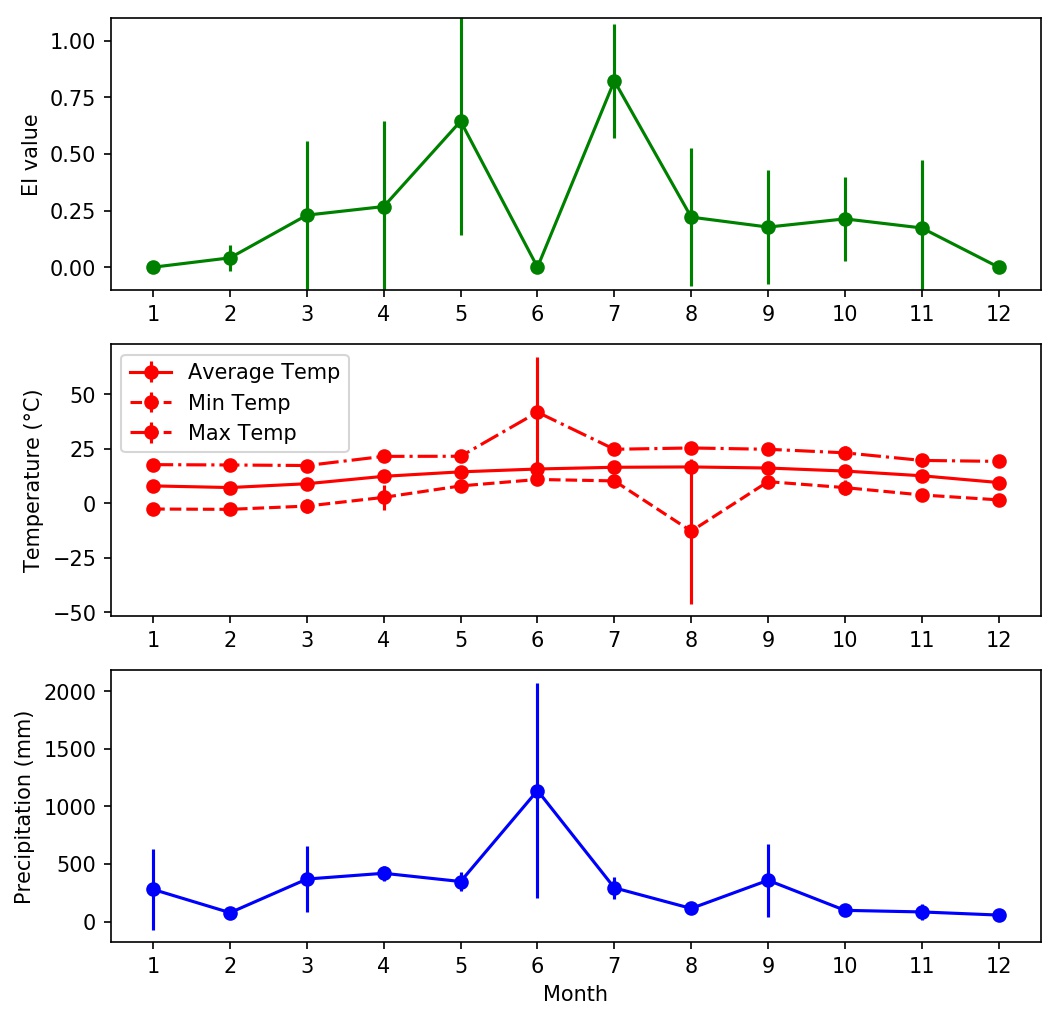 EI value
1.00
0.75
0.50
0.25
0.00
1 2 3 4 5 6 7 8 9 10 11 12
Temperature (°C)
50
25
0
−25
−50
Average Temp
Min Temp
Max Temp
1 2 3 4 5 6 7 8 9 10 11 12
Precipitation (mm)
2000
1500
1000
500
0
1 2 3 4 5 6 7 8 9 10 11 12
Month